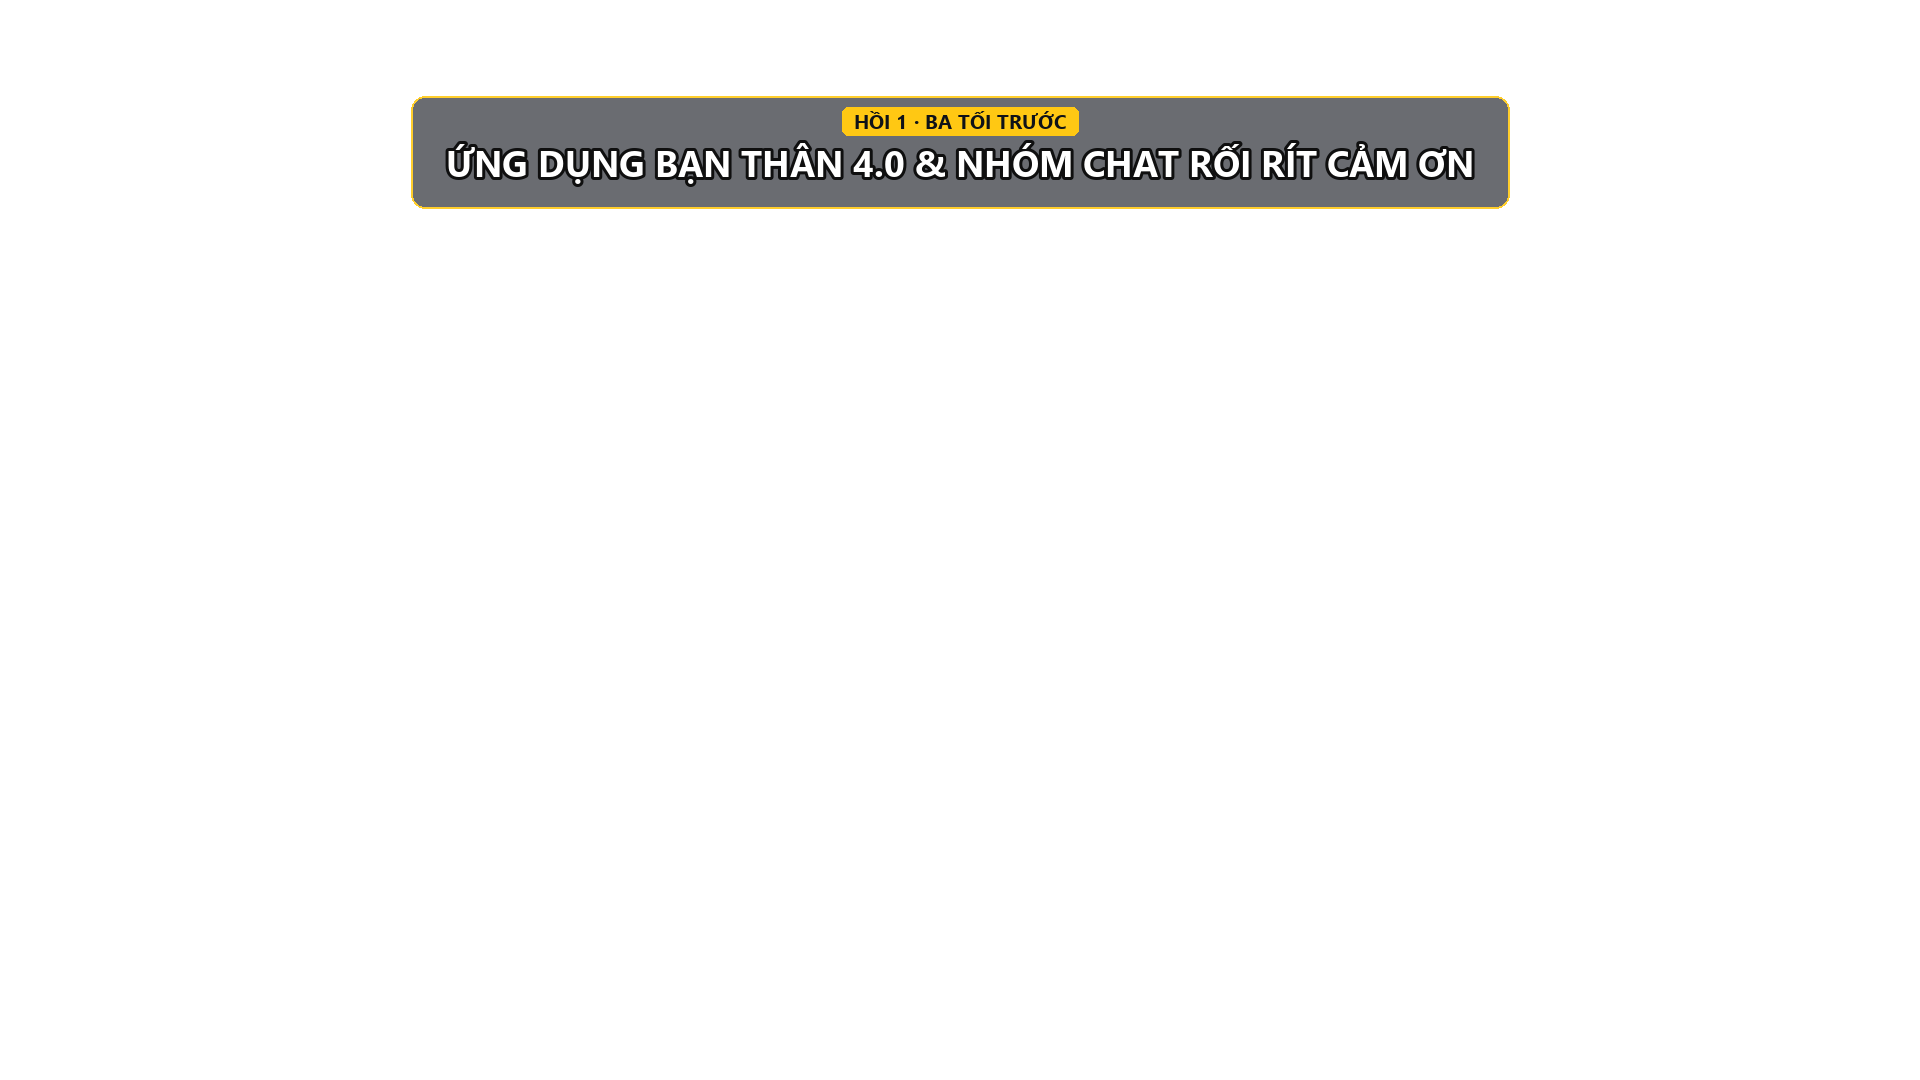 HỒI 1 · BA TỐI TRƯỚC
ỨNG DỤNG BẠN THÂN 4.0 & NHÓM CHAT RỐI RÍT CẢM ƠN